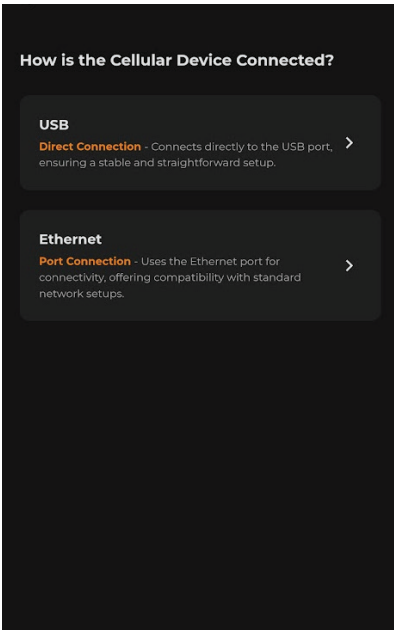 How is the Cellular Device Connected?
USB
Direct Connection - Connects directly to the USB port,
ensuring a stable and straightforward setup.
Ethernet
Port Connection - Uses the Ethernet port for
connectivity, offering compatibility with standard
network setups.